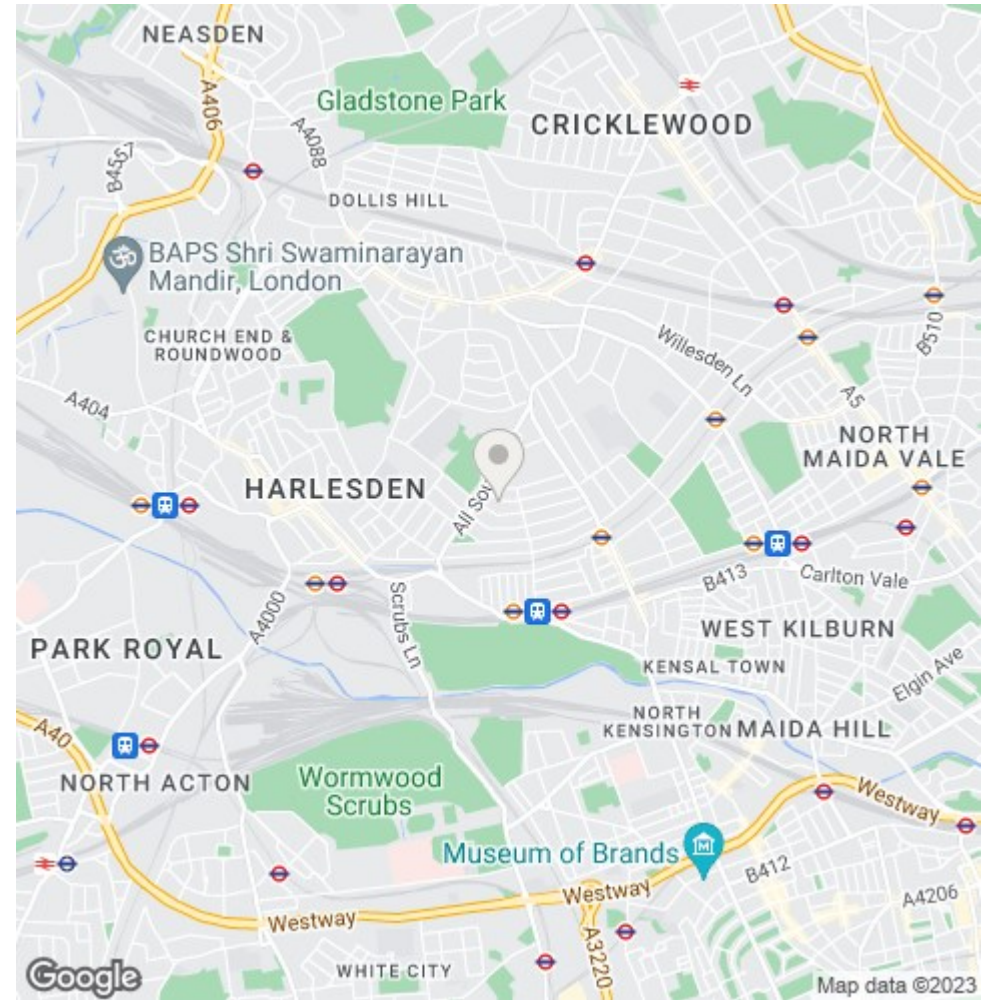 NEASDEN
A406
Gladstone Park
A4088
CRICKLEWOOD
B4557
DOLLIS HILL
BAPS Shri Swaminarayan
Mandir, London
CHURCH END &
ROUNDWOOD
Willesden Ln
B510
A404
A5
NORTH
MAIDA VALE
HARLESDEN
All Sou
B413
Carlton Vale
A4000
Scrubs Ln
WEST KILBURN
PARK ROYAL
KENSAL TOWN
Elgin Ave
NORTH
KENSINGTON
MAIDA HILL
A40
NORTH ACTON
Wormwood
Scrubs
Westway
Museum of Brands
M
B412
Westway
A4206
Westway
A3220
WHITE CITY
Google
Map data ©2023